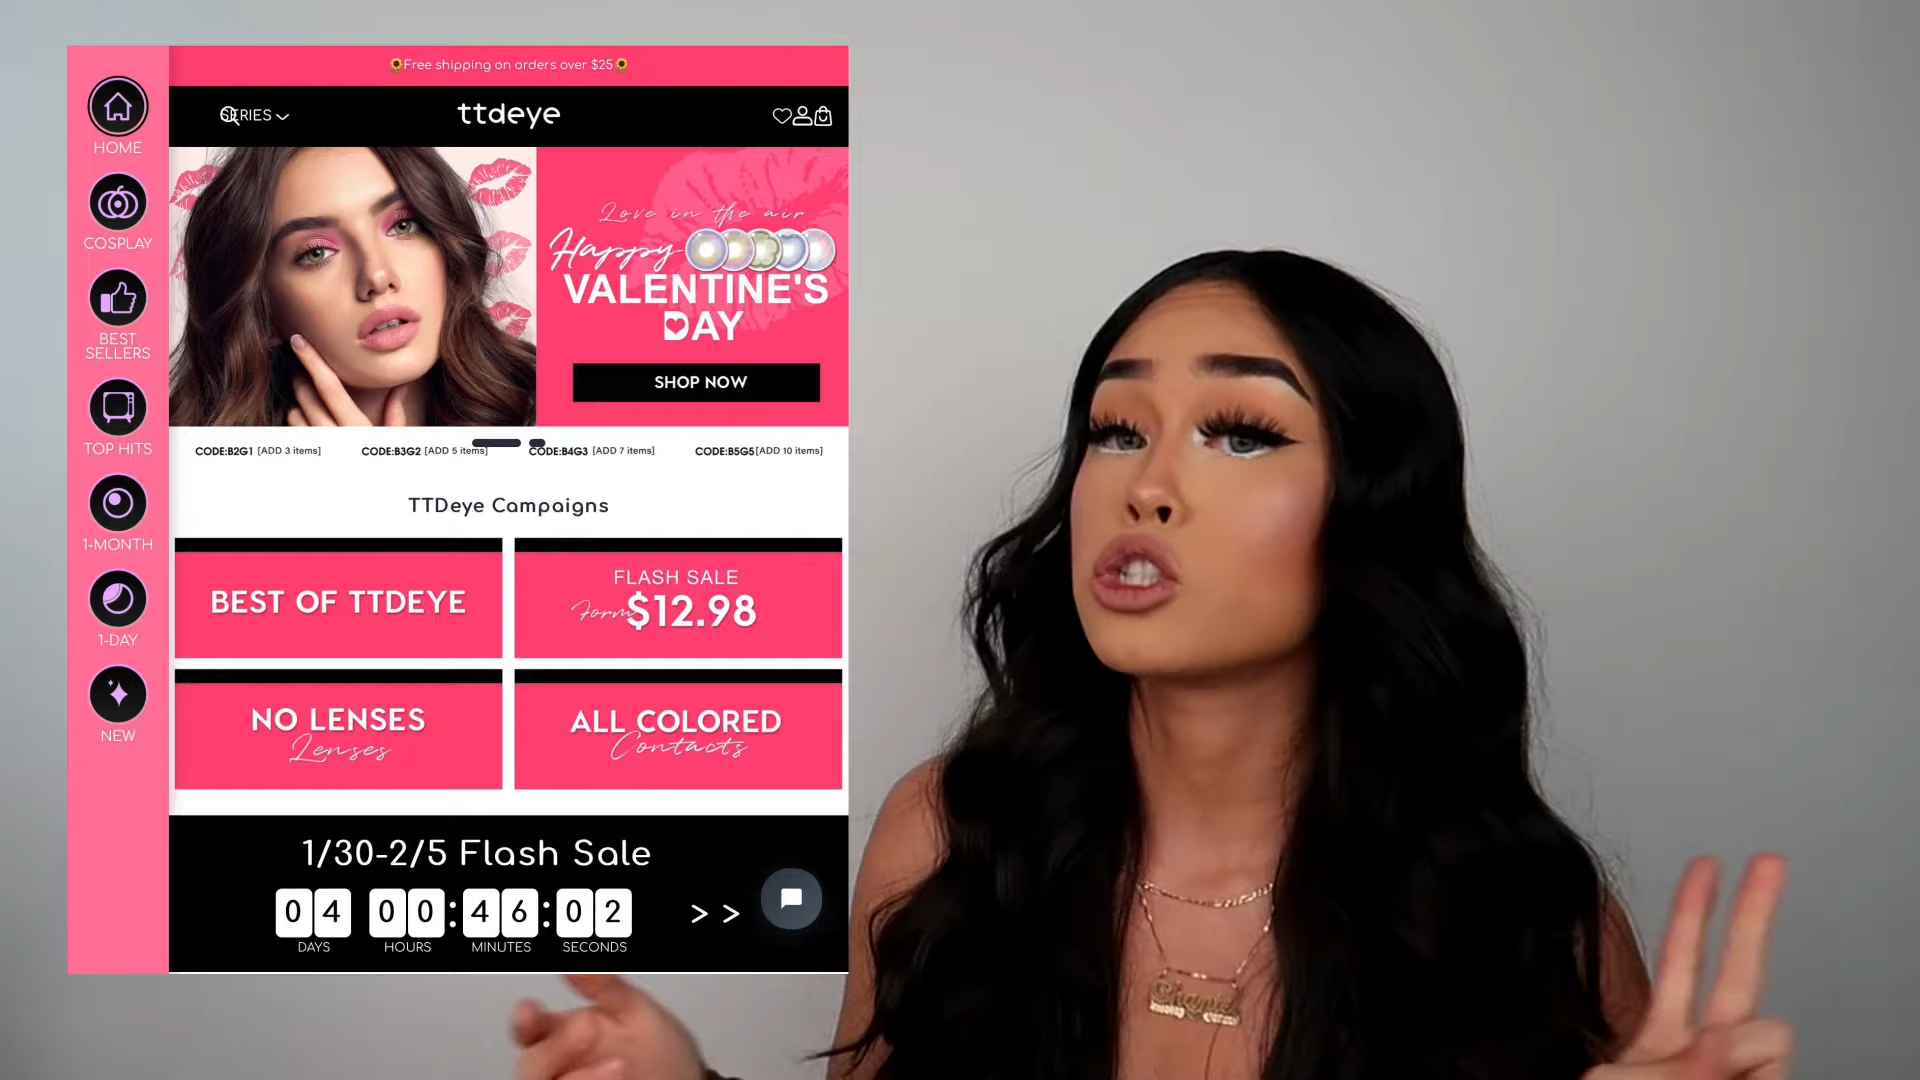 🌻Free shipping on orders over $25🌻
SERIES
ttdeye
HOME
COSPLAY
BEST
SELLERS
TOP HITS
1-MONTH
1-DAY
NEW
Love in the air
Happy
VALENTINE'S
DAY
SHOP NOW
CODE:B2G1 [ADD 3 items]
CODE:B3G2 [ADD 5 items]
CODE:B4G3 [ADD 7 items]
CODE:B5G5[ADD 10 items]
TTDeye Campaigns
BEST OF TTDEYE
FLASH SALE
Form $12.98
NO LENSES
Lenses
ALL COLORED
Contacts
1/30-2/5 Flash Sale
04 00:46:02 > >
DAYS HOURS MINUTES SECONDS